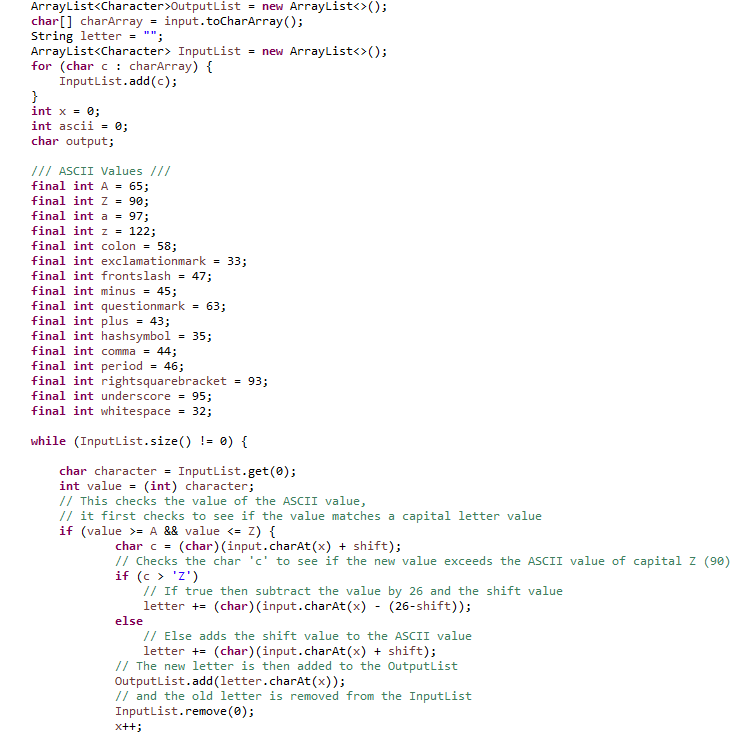 ArrayList<Character>OutputList = new ArrayList<>();
char[] charArray = input.toCharArray();
String letter = "";
ArrayList<Character> InputList = new ArrayList<>();
for (char c : charArray) {
    InputList.add(c);
}
int x = 0;
int ascii = 0;
char output;

/// ASCII Values ///
final int A = 65;
final int Z = 90;
final int a = 97;
final int z = 122;
final int colon = 58;
final int exclamationmark = 33;
final int frontslash = 47;
final int minus = 45;
final int questionmark = 63;
final int plus = 43;
final int hashsymbol = 35;
final int comma = 44;
final int period = 46;
final int rightsquarebracket = 93;
final int underscore = 95;
final int whitespace = 32;

while (InputList.size() != 0) {

    char character = InputList.get(0);
    int value = (int) character;
    // This checks the value of the ASCII value,
    // it first checks to see if the value matches a capital letter value
    if (value >= A && value <= Z) {
            char c = (char)(input.charAt(x) + shift);
            // Checks the char 'c' to see if the new value exceeds the ASCII value of capital Z (90)
            if (c > 'Z')
                // If true then subtract the value by 26 and the shift value
                letter += (char)(input.charAt(x) - (26-shift));
            else
                // Else adds the shift value to the ASCII value
                letter += (char)(input.charAt(x) + shift);
            // The new letter is then added to the OutputList
            OutputList.add(letter.charAt(x));
            // and the old letter is removed from the InputList
            InputList.remove(0);
            x++;